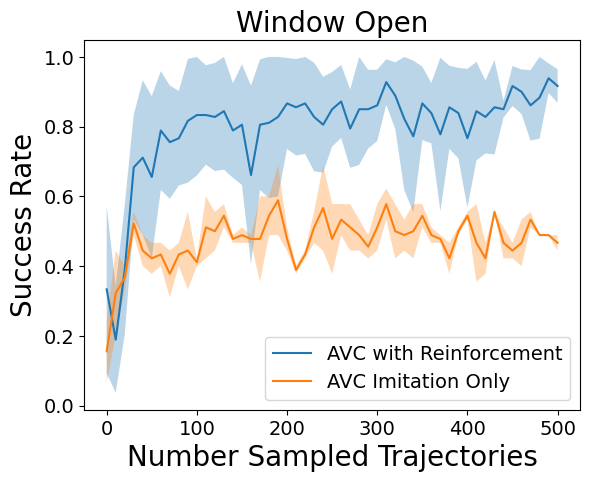 Window Open
1.0
0.8
0.6
0.4
0.2
0.0
Success Rate
AVC with Reinforcement
AVC Imitation Only
0 100 200 300 400 500
Number Sampled Trajectories